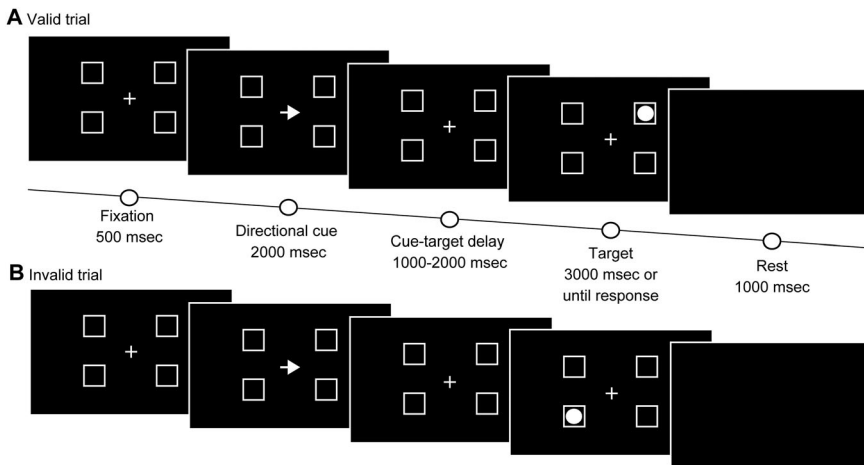 A Valid trial
Fixation
500 msec
Directional cue
2000 msec
Cue-target delay
1000-2000 msec
Target
3000 msec or
until response
Rest
1000 msec
B Invalid trial